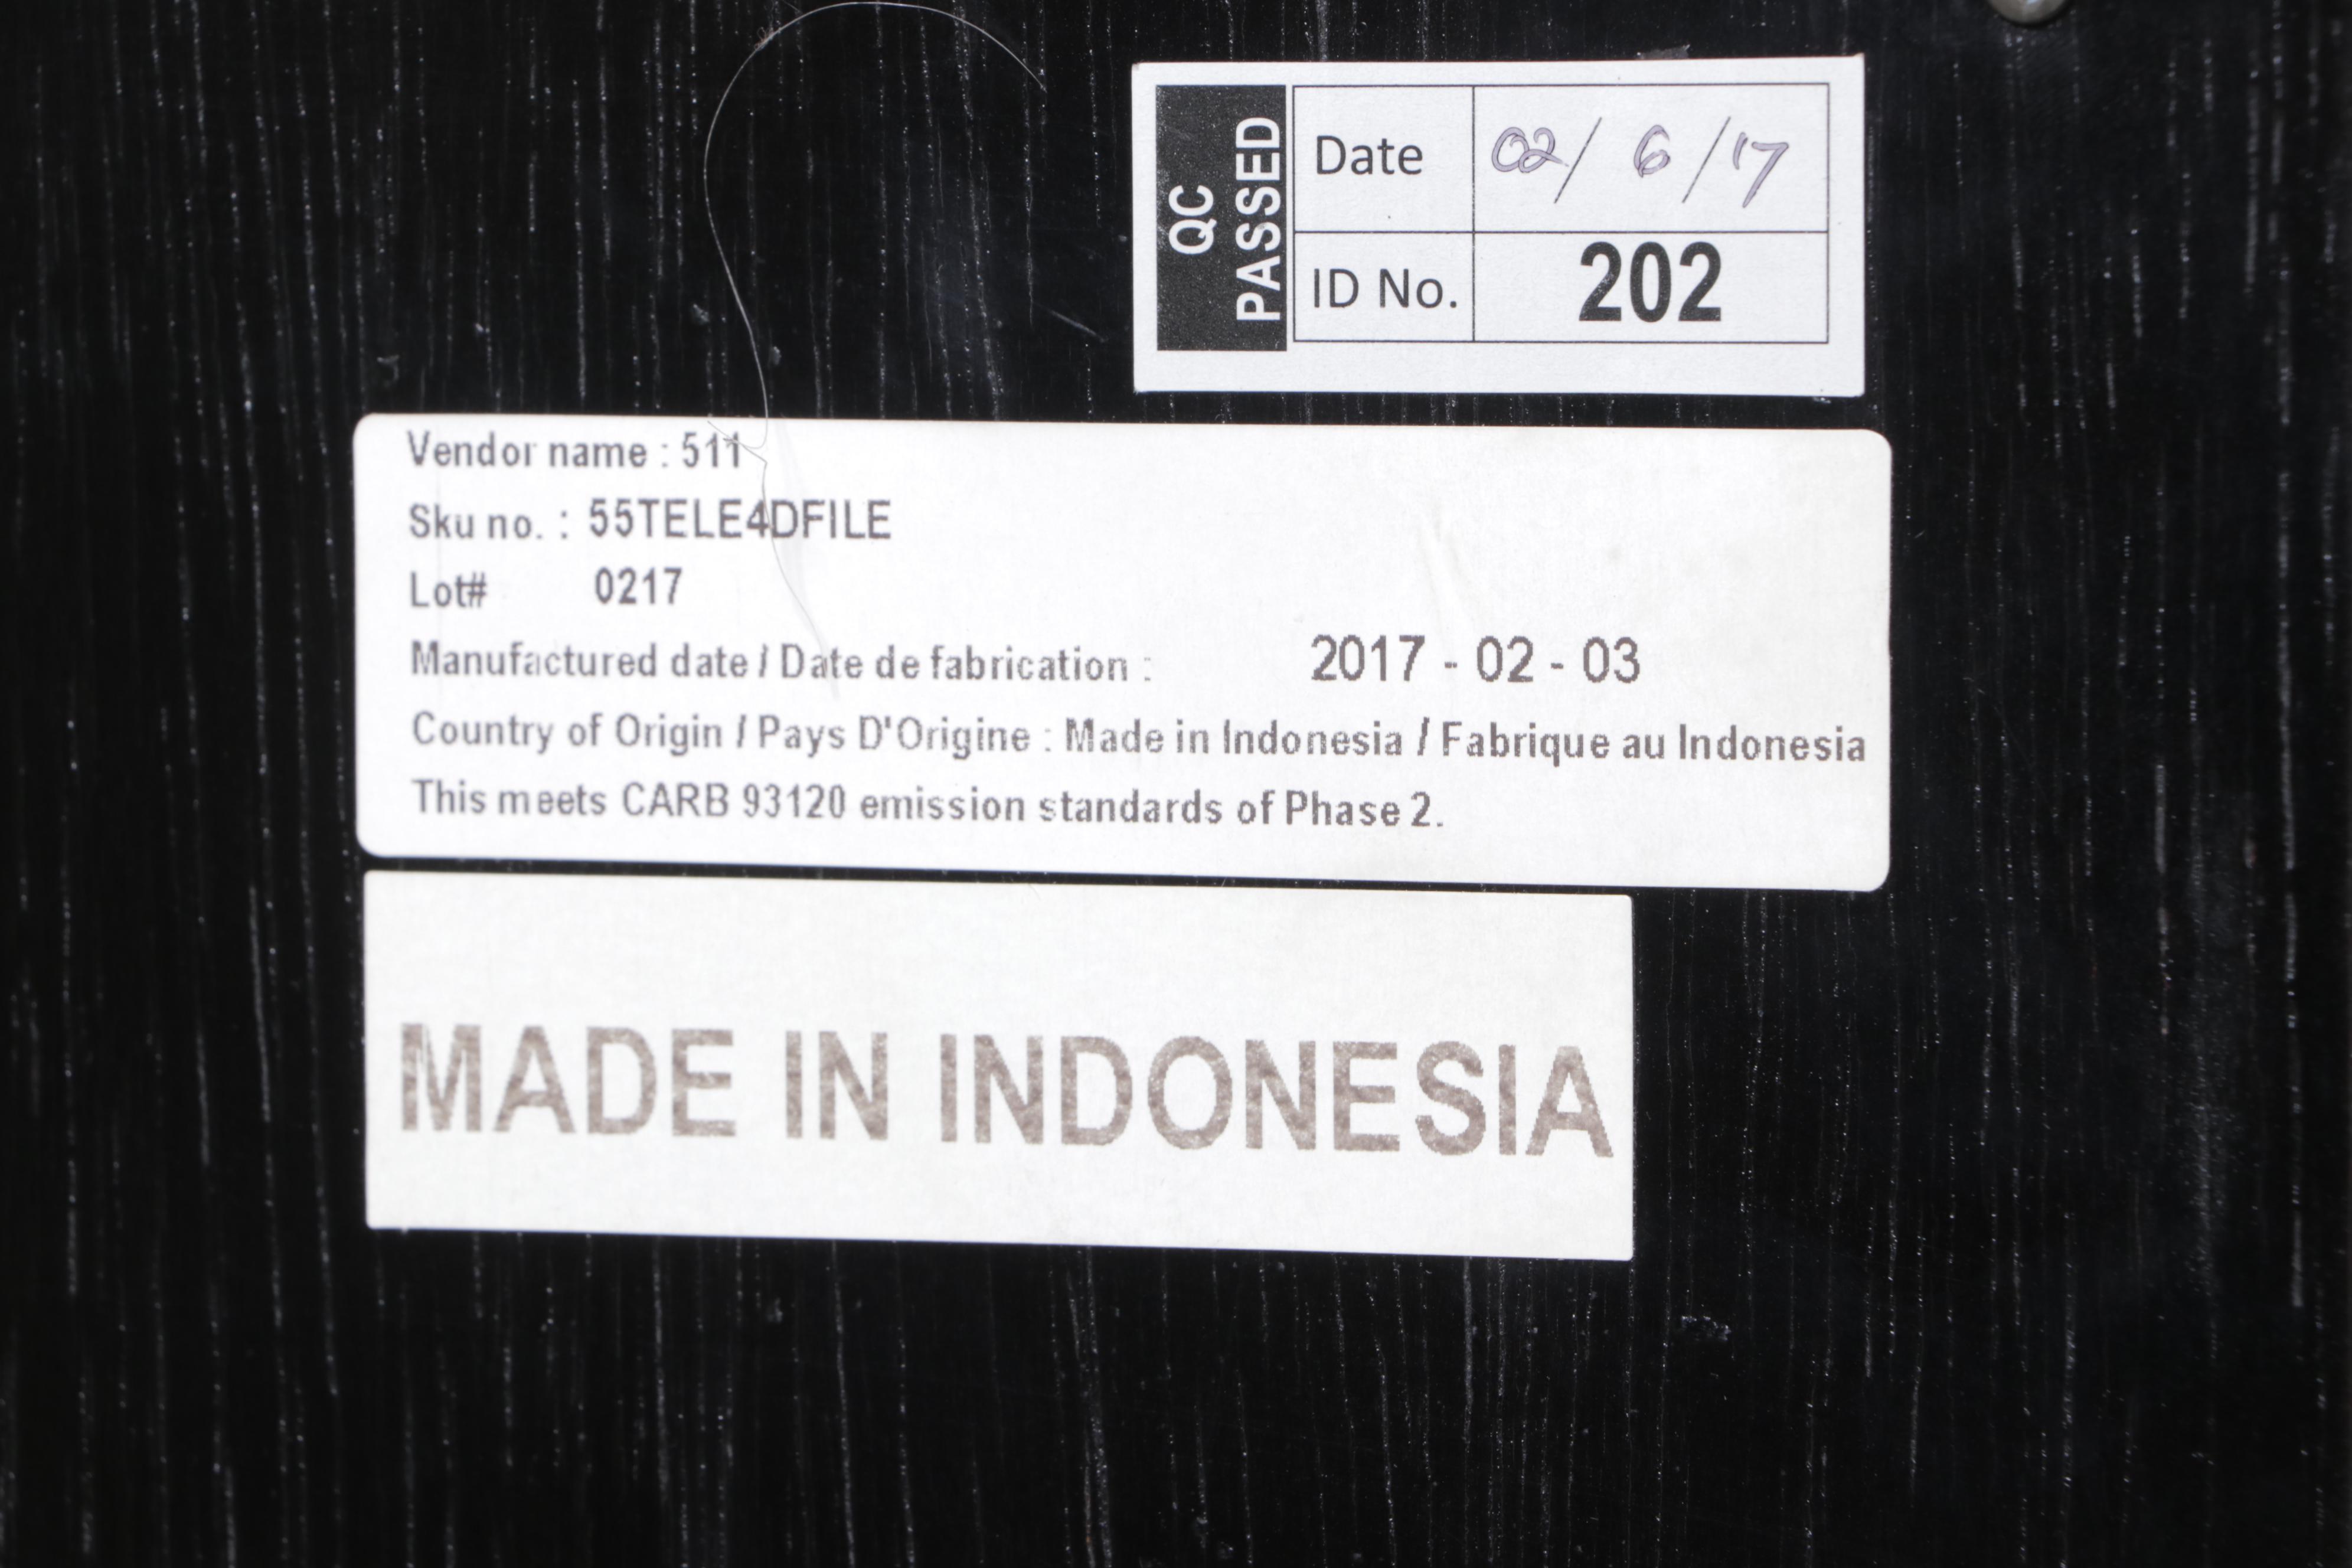 QC PASSED
Date 02/ 6 /17
ID No. 202
Vendor name : 511
Sku no. : 55TELE4DFILE
Lot# 0217
Manufactured date / Date de fabrication : 2017 - 02 - 03
Country of Origin / Pays D'Origine : Made in Indonesia / Fabrique au Indonesia
This meets CARB 93120 emission standards of Phase 2.
MADE IN INDONESIA